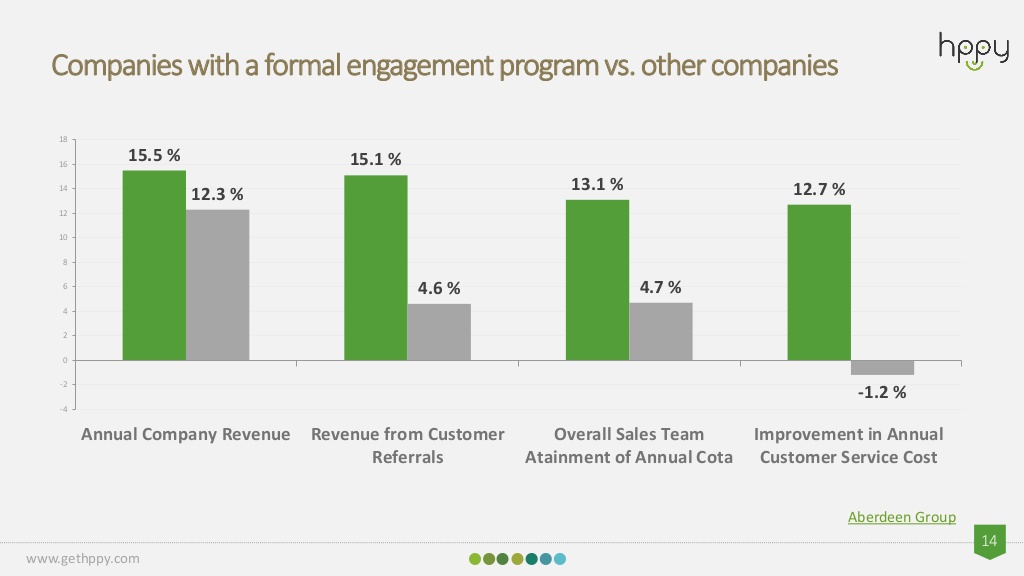 hppy
Companies with a formal engagement program vs. other companies
18
16
14
12
10
8
6
4
2
0
-2
-4
15.5 %
12.3 %
15.1 %
4.6 %
13.1 %
4.7 %
12.7 %
-1.2 %
Annual Company Revenue
Revenue from Customer
Referrals
Overall Sales Team
Atainment of Annual Cota
Improvement in Annual
Customer Service Cost
Aberdeen Group
14
www.gethppy.com